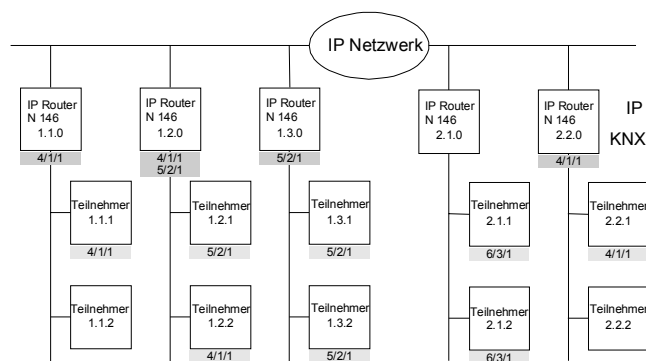 IP Netzwerk
IP Router
N 146
1.1.0
4/1/1
IP Router
N 146
1.2.0
4/1/1
5/2/1
IP Router
N 146
1.3.0
5/2/1
IP Router
N 146
2.1.0
IP Router
N 146
2.2.0
4/1/1
IP
KNX
Teilnehmer
1.1.1
4/1/1
Teilnehmer
1.2.1
5/2/1
Teilnehmer
1.3.1
5/2/1
Teilnehmer
2.1.1
6/3/1
Teilnehmer
2.2.1
4/1/1
Teilnehmer
1.1.2
Teilnehmer
1.2.2
4/1/1
Teilnehmer
1.3.2
5/2/1
Teilnehmer
2.1.2
6/3/1
Teilnehmer
2.2.2